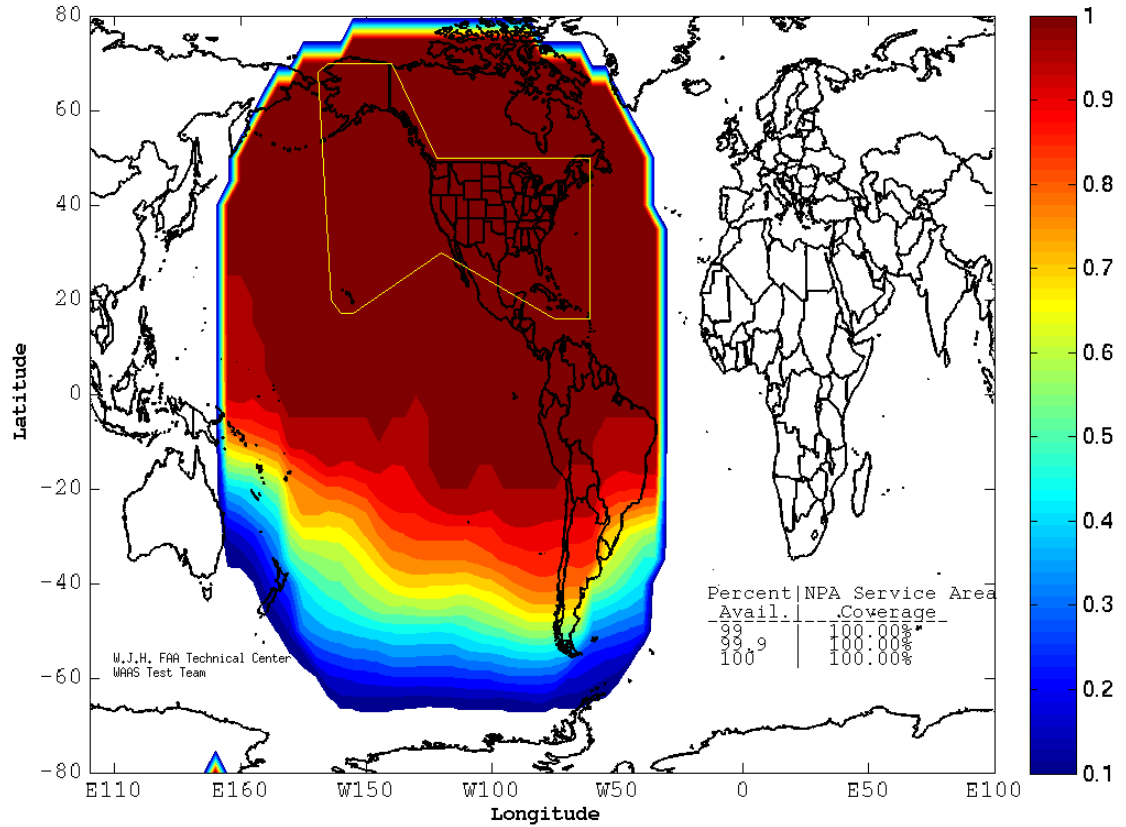 80
60
40
20
0
−20
−40
−60
−80
Latitude
E110 E160 W150 W100 W50 0 E50 E100
Longitude
1
0.9
0.8
0.7
0.6
0.5
0.4
0.3
0.2
0.1
Percent|NPA Service Area
Avail.| Coverage
99 | 100.00%
99.9 | 100.00%
100 | 100.00%
W.J.H. FAA Technical Center
WAAS Test Team